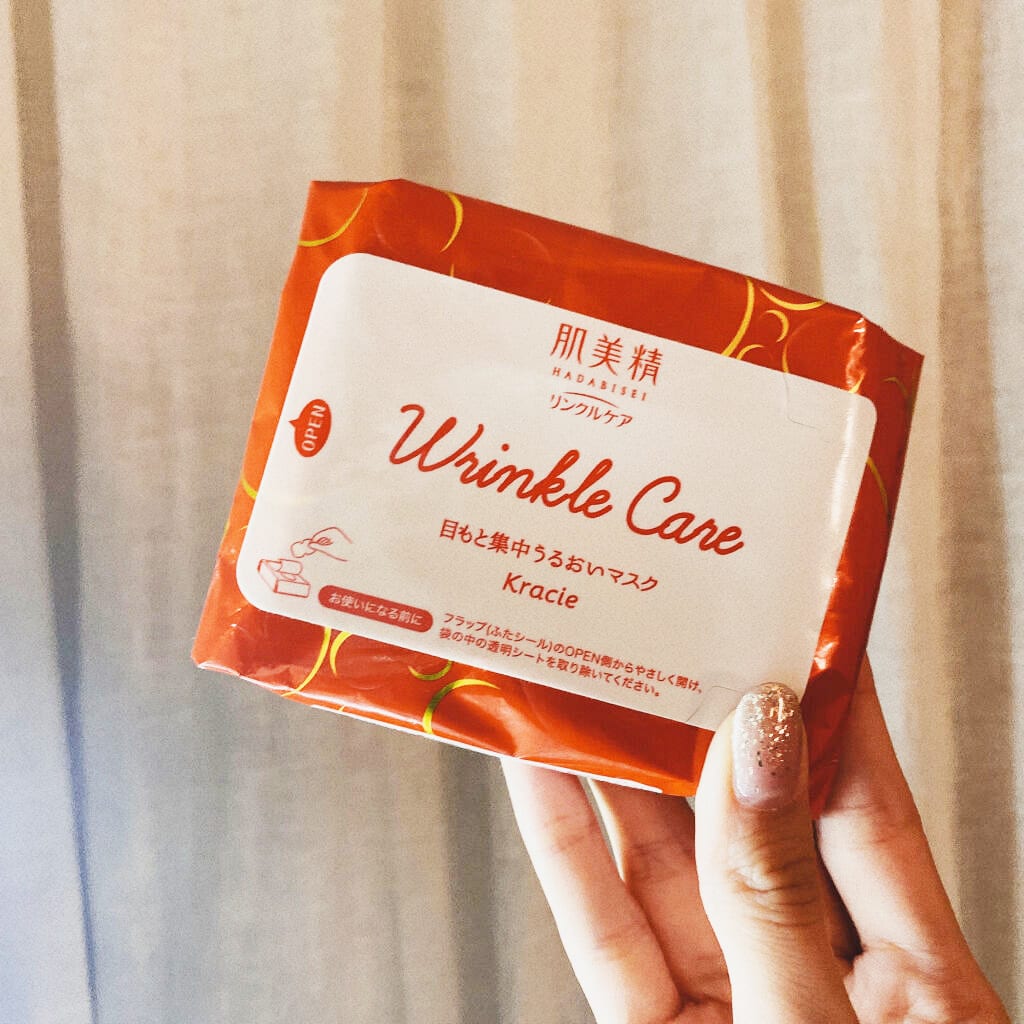 肌美精
HADABISEI
リンクルケア
Wrinkle Care
目もと集中うるおいマスク
Kracie
OPEN
お使いになる前に
フラップ(ふたシール)のOPEN側からやさしく開け、
袋の中の透明シートを取り除いてください。